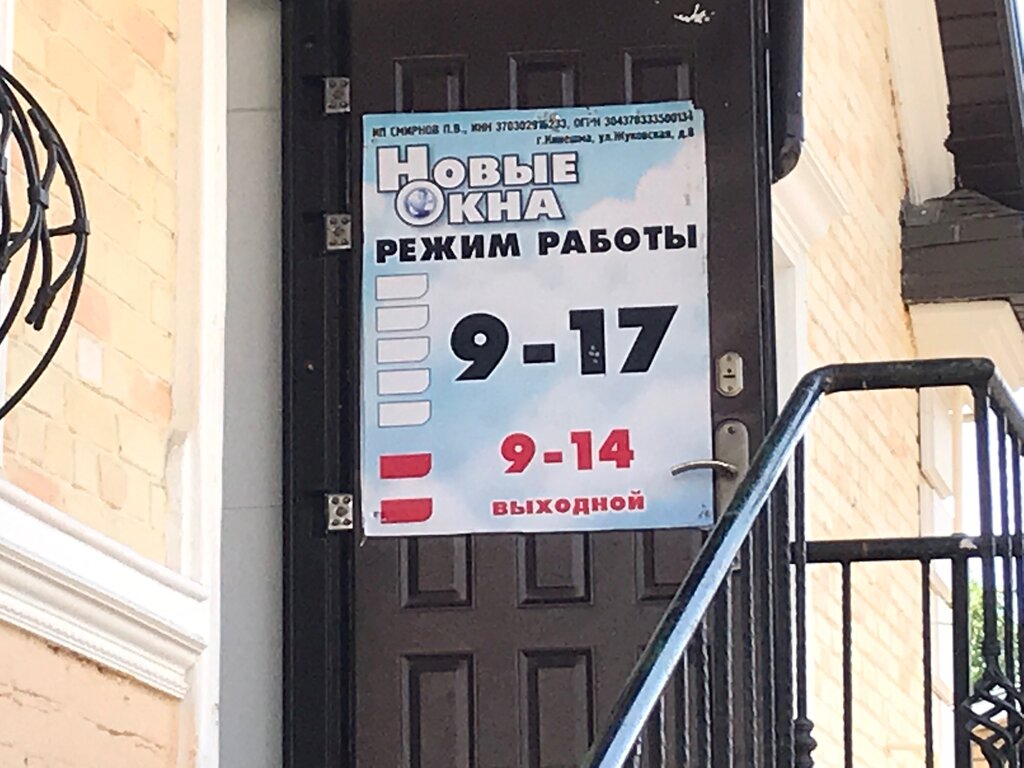 ИП СМИРНОВ П.В., ИНН 370302916233, ОГРН 304370333500134
г.Кинешма, ул.Жуковская, д.8
НОВЫЕ
ОКНА
РЕЖИМ РАБОТЫ
9-17
9-14
ВЫХОДНОЙ